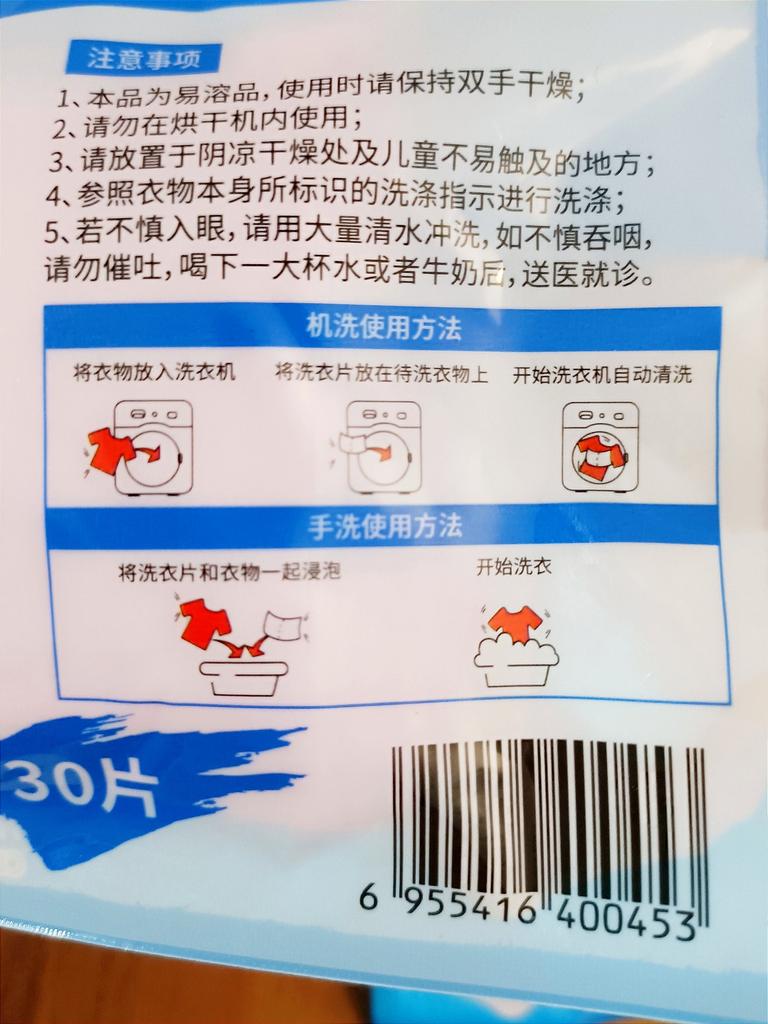 注意事项
1、本品为易溶品，使用时请保持双手干燥；
2、请勿在烘干机内使用；
3、请放置于阴凉干燥处及儿童不易触及的地方；
4、参照衣物本身所标识的洗涤指示进行洗涤；
5、若不慎入眼，请用大量清水冲洗，如不慎吞咽，
请勿催吐，喝下一大杯水或者牛奶后，送医就诊。
机洗使用方法
将衣物放入洗衣机
将洗衣片放在待洗衣物上
开始洗衣机自动清洗
手洗使用方法
将洗衣片和衣物一起浸泡
开始洗衣
30片
6 955416 400453